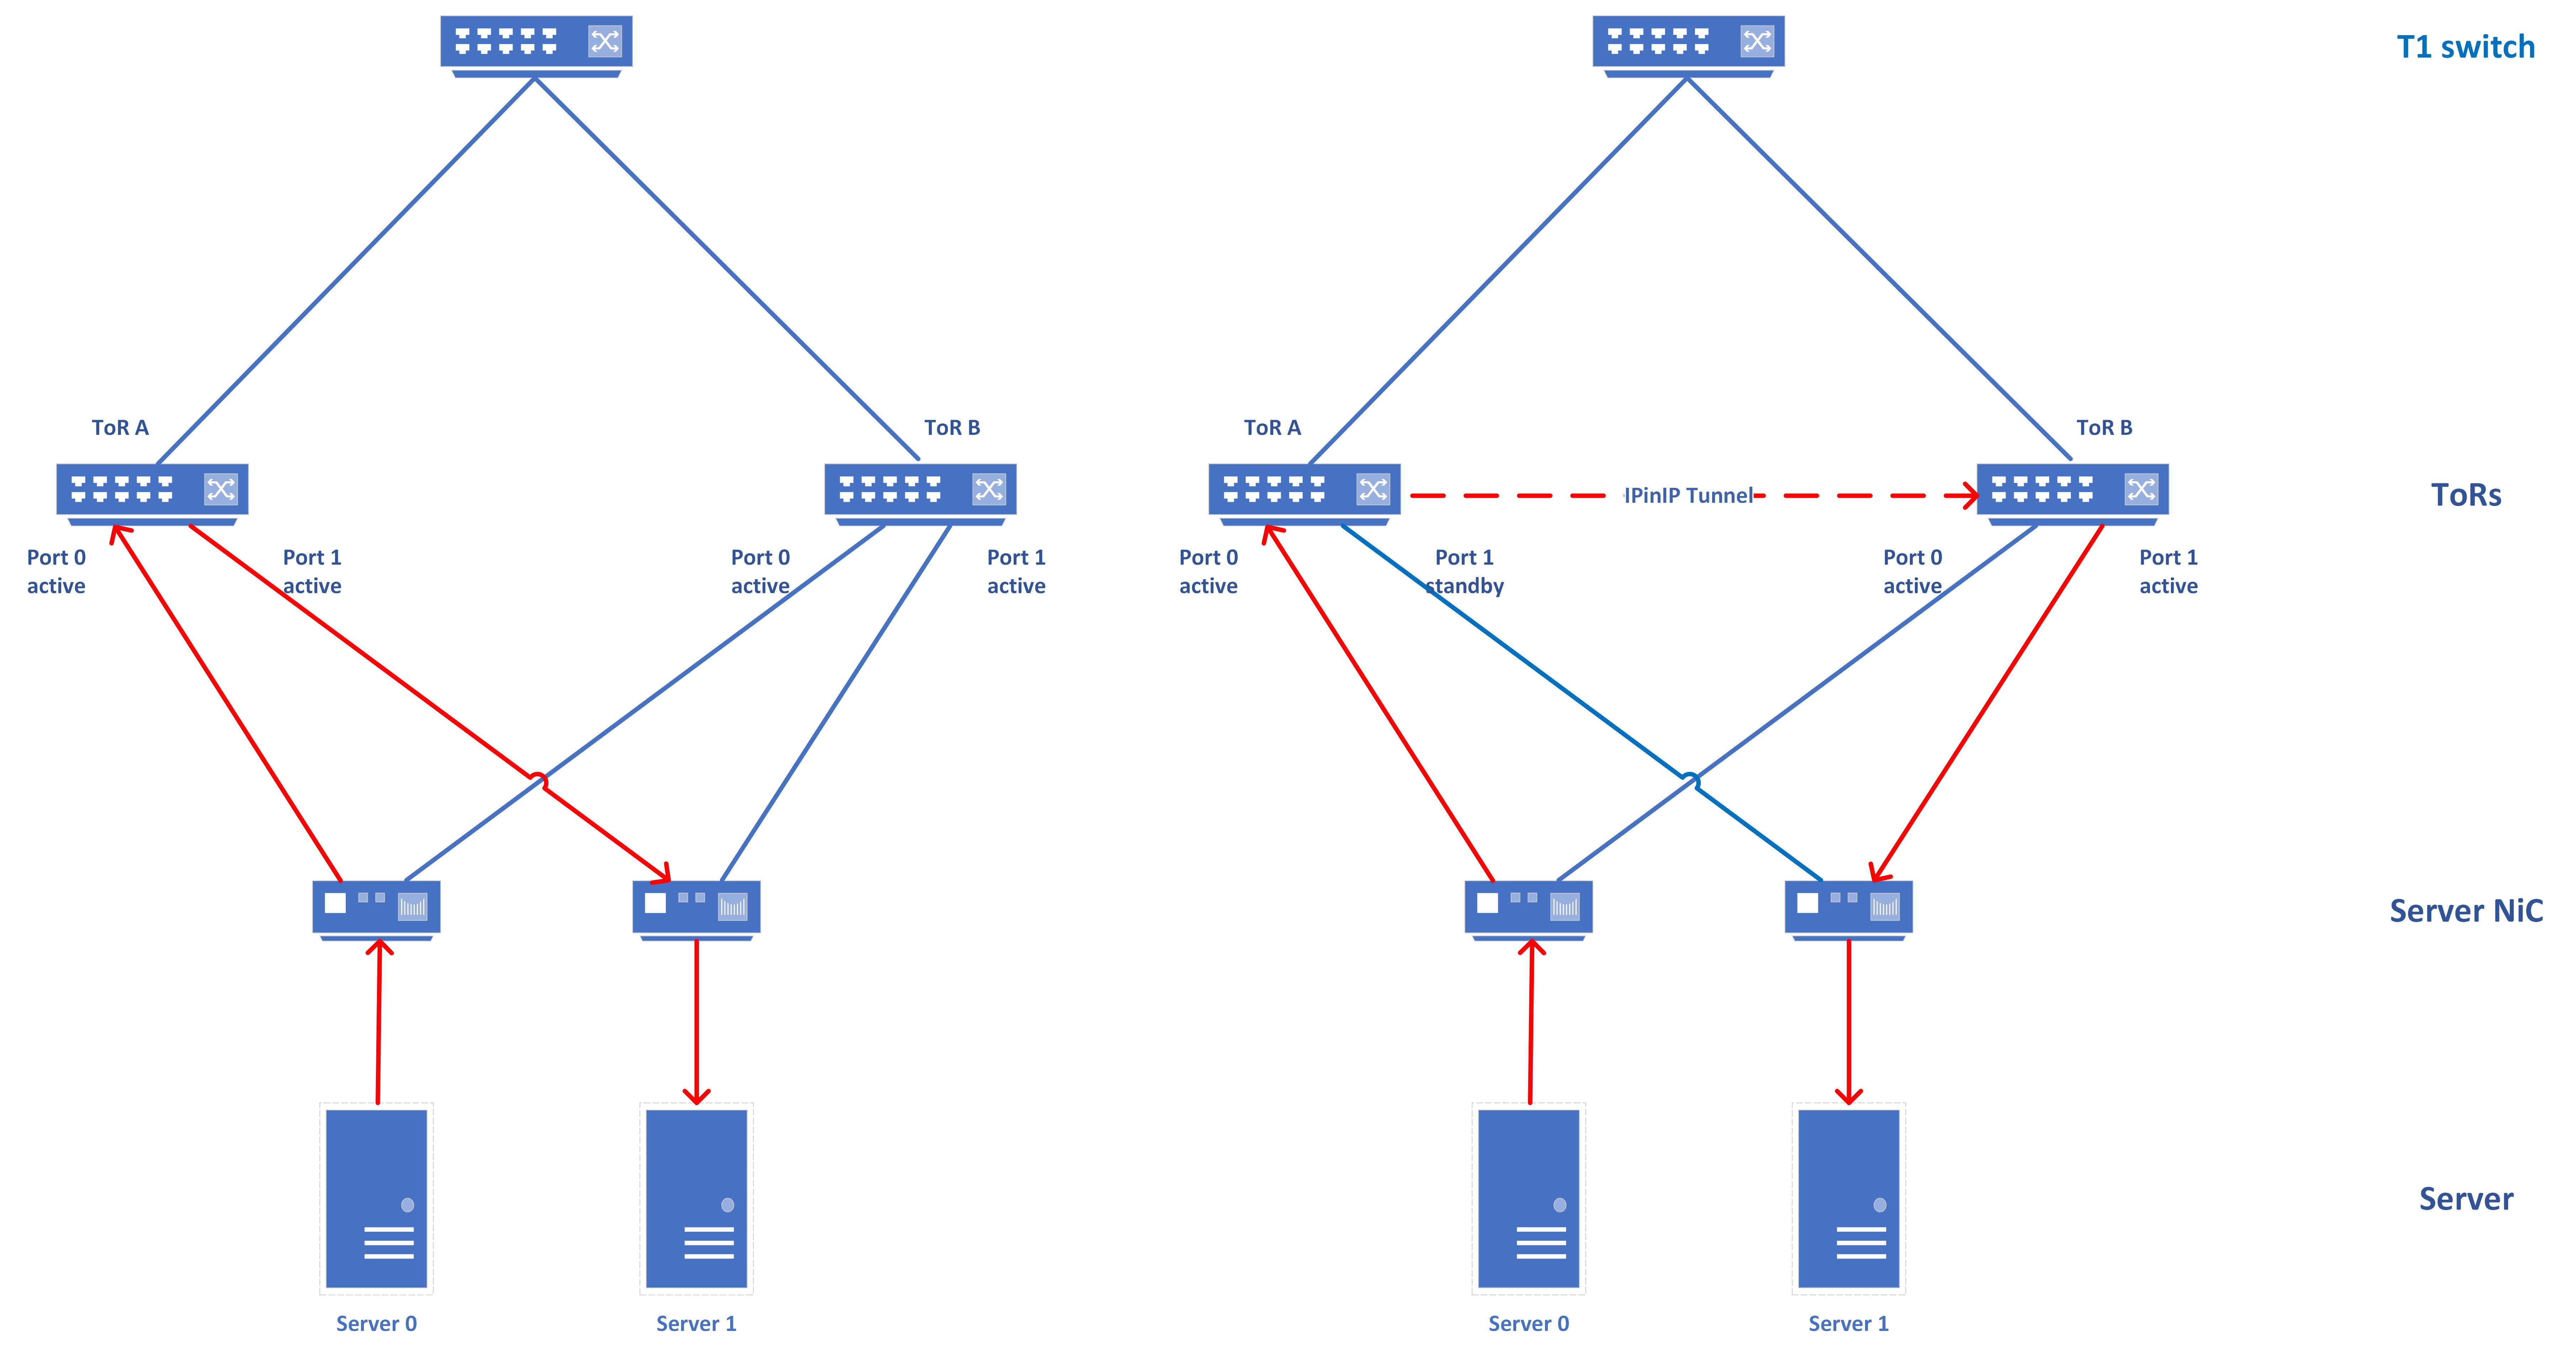 T1 switch
ToR A
ToR B
ToR A
ToR B
IPinIP Tunnel
ToRs
Port 0
active
Port 1
active
Port 0
active
Port 1
active
Port 0
active
Port 1
standby
Port 0
active
Port 1
active
Server NiC
Server
Server 0
Server 1
Server 0
Server 1